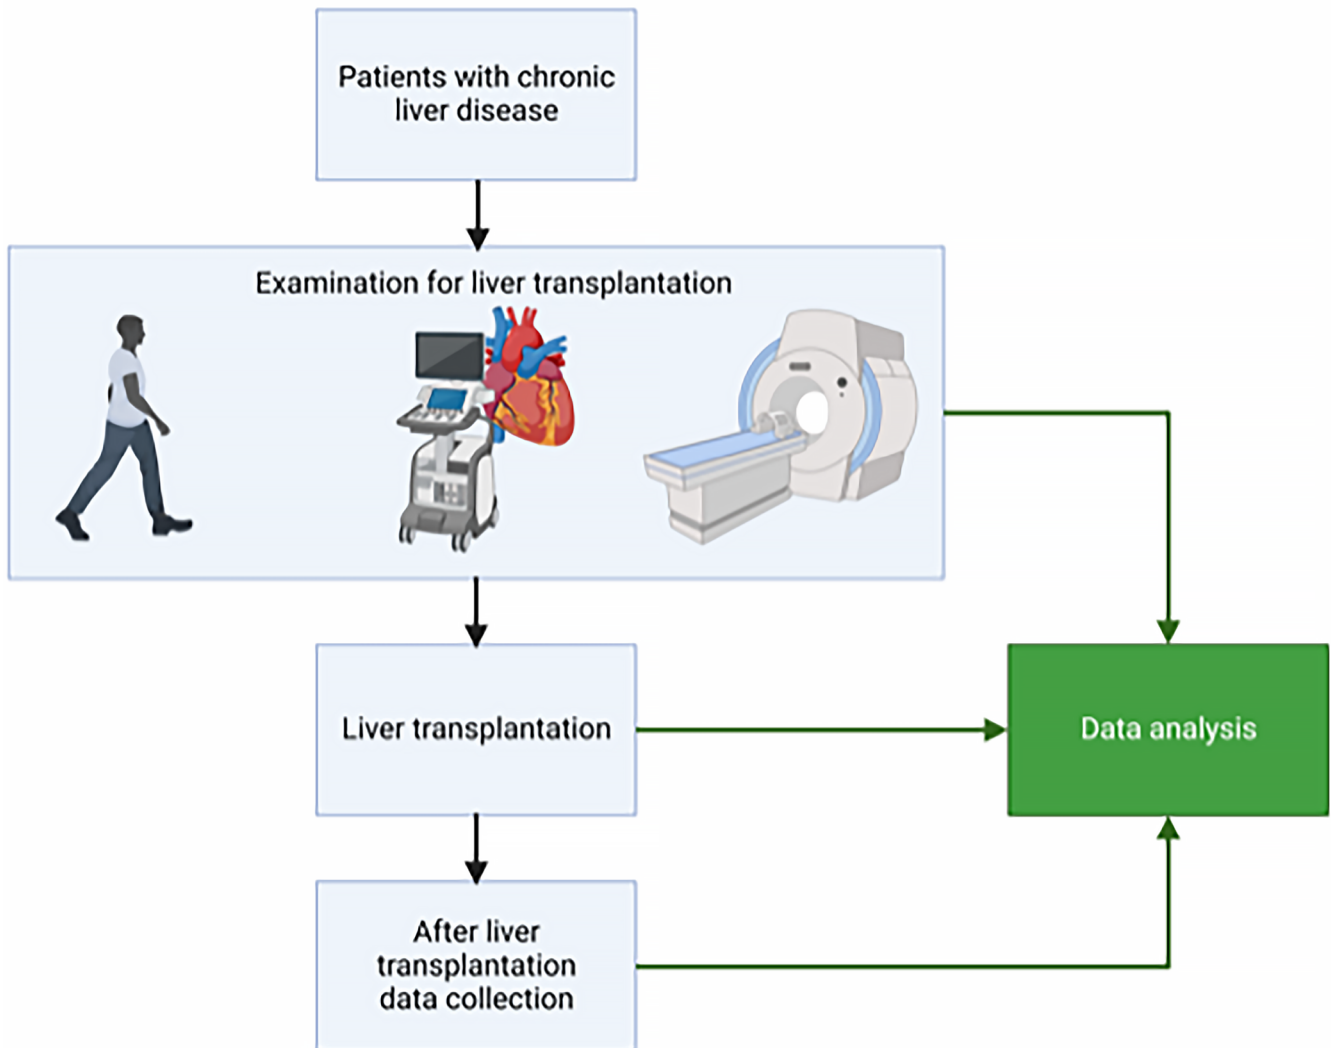 Patients with chronic
liver disease
Examination for liver transplantation
Liver transplantation
Data analysis
After liver
transplantation
data collection